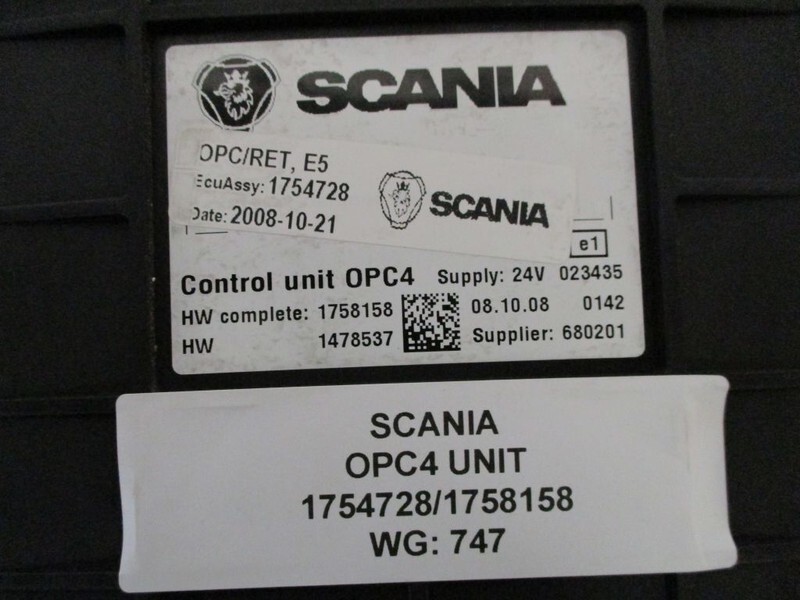 SCANIA
OPC/RET, E5
EcuAssy: 1754728
Date: 2008-10-21
SCANIA
e1
Control unit OPC4 Supply: 24V 023435
HW complete: 1758158 08.10.08 0142
HW 1478537 Supplier: 680201
SCANIA
OPC4 UNIT
1754728/1758158
WG: 747